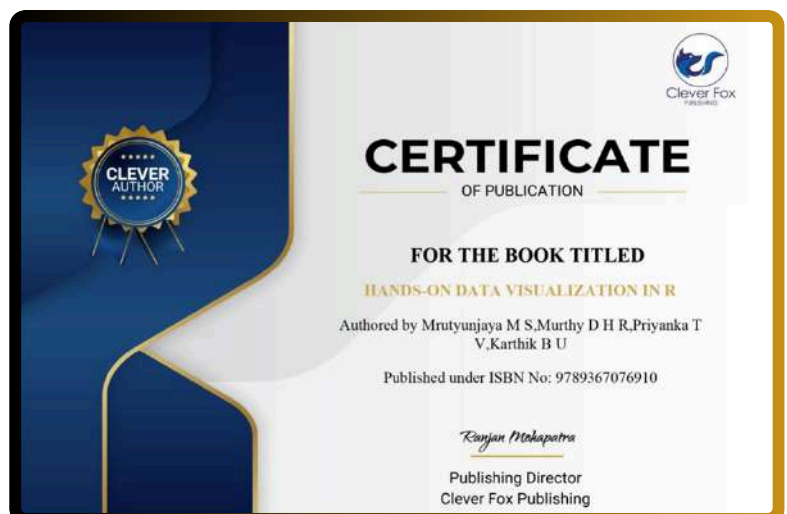 Clever Fox
PUBLISHING
CLEVER
AUTHOR
CERTIFICATE
OF PUBLICATION
FOR THE BOOK TITLED
HANDS-ON DATA VISUALIZATION IN R
Authored by Mrutyunjaya M S,Murthy D H R,Priyanka T
V,Karthik B U
Published under ISBN No: 9789367076910
Ranjan Mohapatra
Publishing Director
Clever Fox Publishing